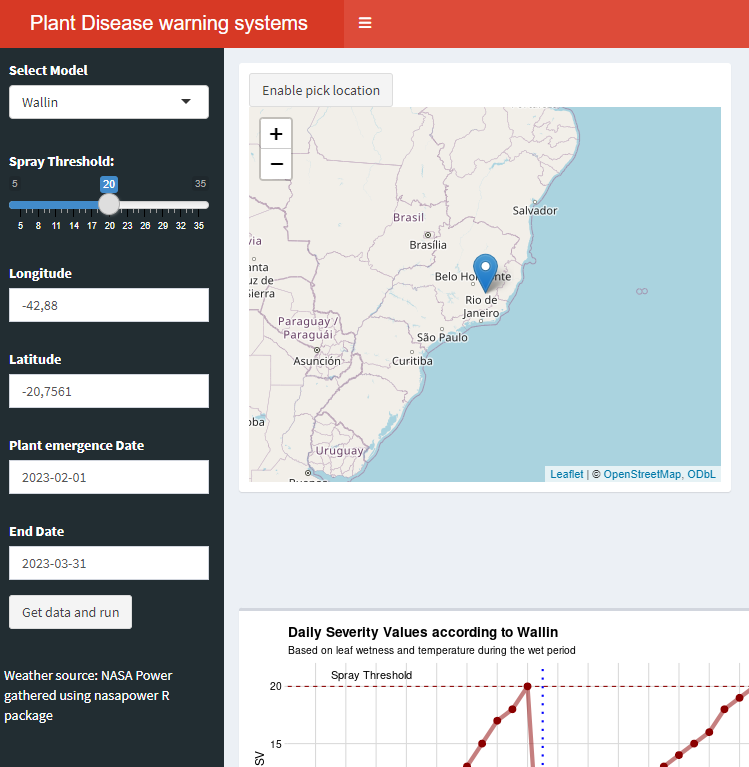 Plant Disease warning systems
Select Model
Wallin
Spray Threshold:
5 20 35
5 8 11 14 17 20 23 26 29 32 35
Longitude
-42,88
Latitude
-20,7561
Plant emergence Date
2023-02-01
End Date
2023-03-31
Get data and run
Weather source: NASA Power
gathered using nasapower R
package
Enable pick location
+
−
Salvador
Brasil
Brasília
Belo Ho nte
Rio de
Janeiro
São Paulo
Curitiba
via
anta
uz de
Sierra
Paraguay /
Paraguái
Asunción
oba
Uruguay
Leaflet | © OpenStreetMap, ODbL
Daily Severity Values according to Wallin
Based on leaf wetness and temperature during the wet period
Spray Threshold
20
15
SV